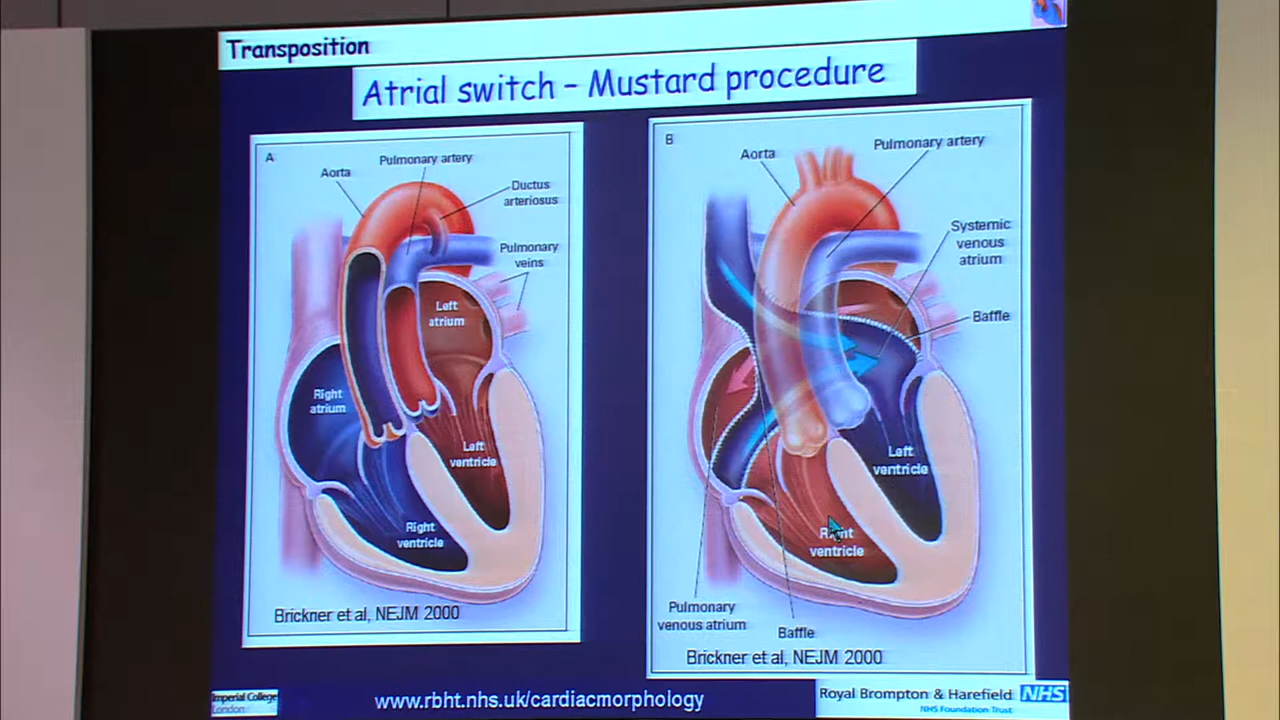 Transposition
Atrial switch – Mustard procedure
A
Pulmonary artery
Aorta
Ductus
arteriosus
Pulmonary
veins
Left
atrium
Right
atrium
Left
ventricle
Right
ventricle
Brickner et al, NEJM 2000
B
Pulmonary artery
Aorta
Systemic
venous
atrium
Baffle
Left
ventricle
Right
ventricle
Pulmonary
venous atrium
Baffle
Brickner et al, NEJM 2000
Imperial College
London
www.rbht.nhs.uk/cardiacmorphology
Royal Brompton & Harefield NHS
NHS Foundation Trust